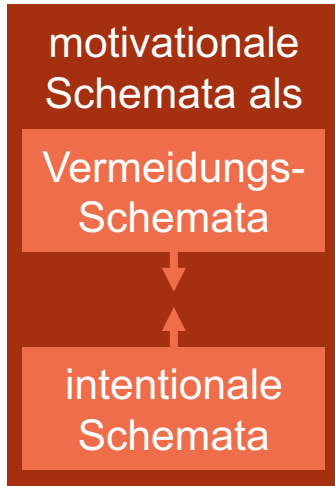 motivationale
Schemata als
Vermeidungs-
Schemata
intentionale
Schemata